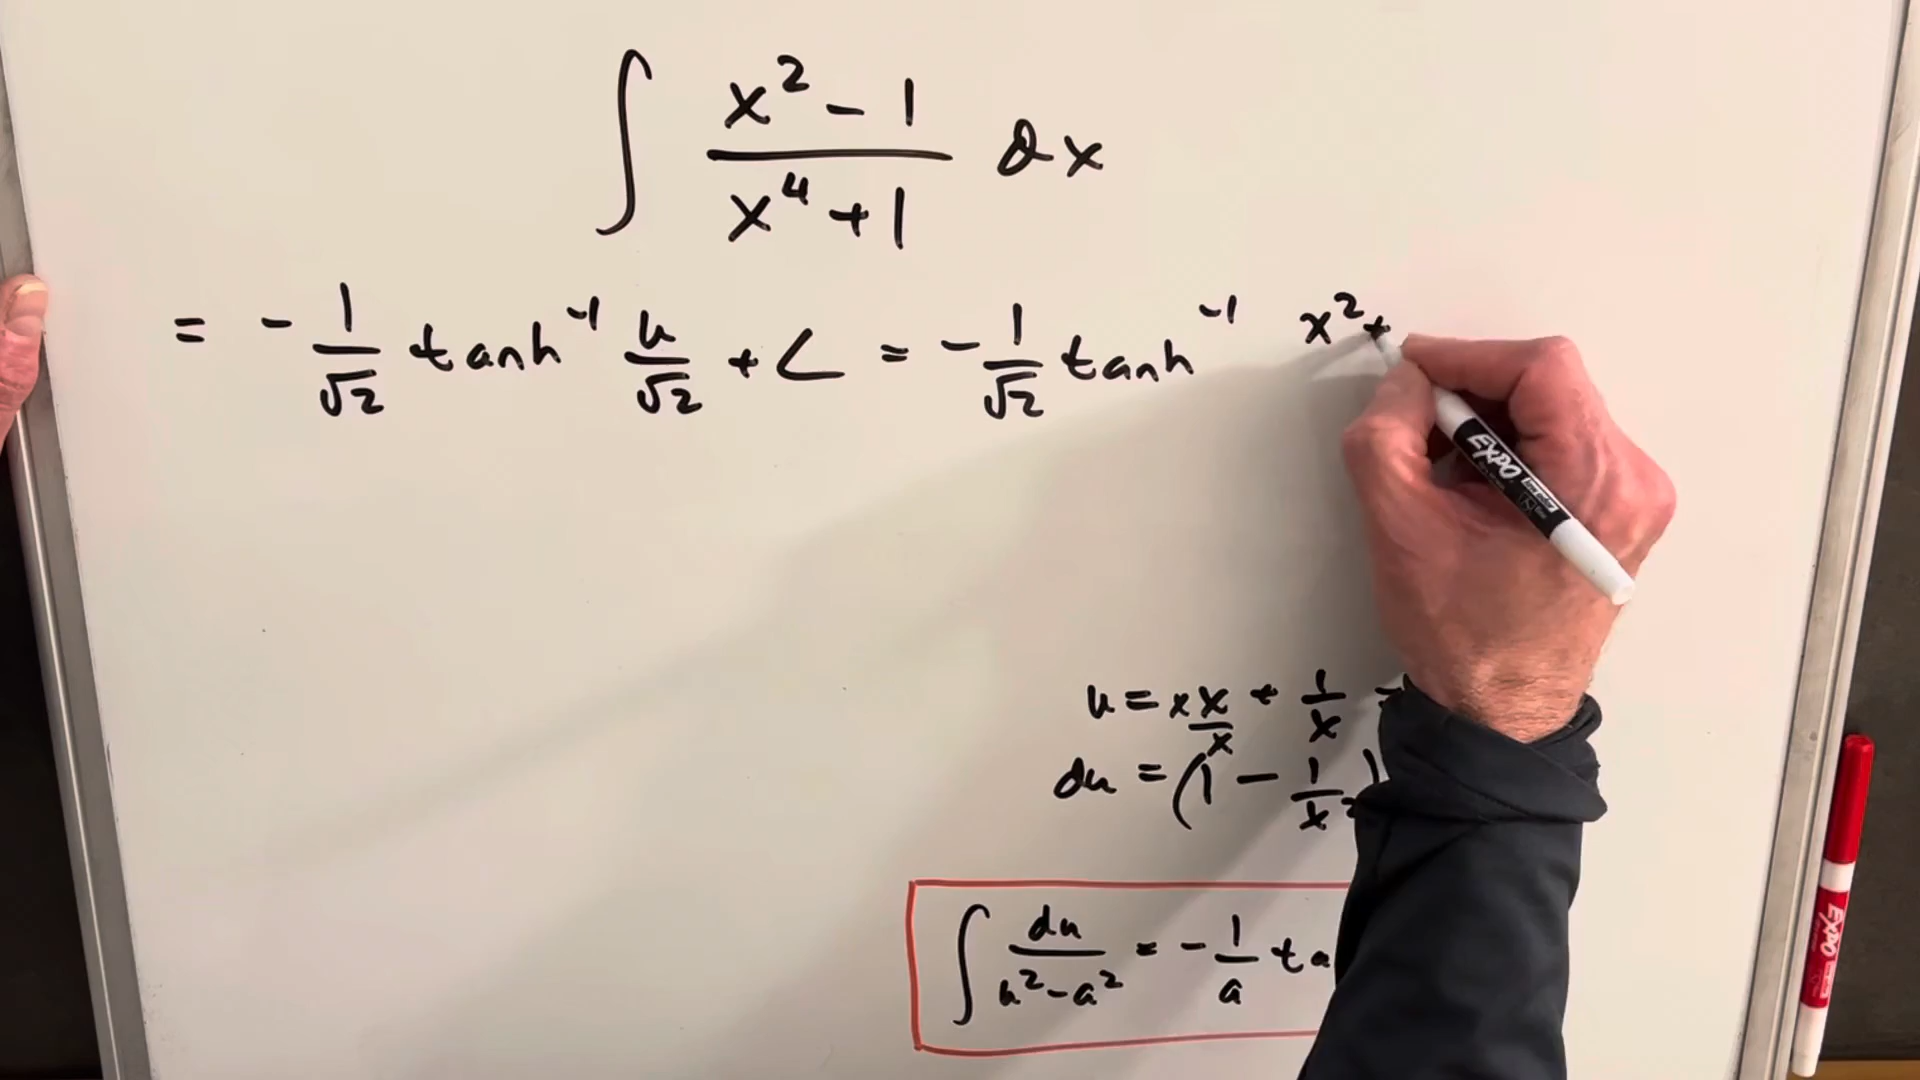 ∫ x² - 1 / x⁴ + 1 dx
= - 1/√2 tanh⁻¹ u/√2 + C = - 1/√2 tanh⁻¹ x² +
u = x x/x + 1/x
du = (1 - 1/x²)
∫ du / u² - a² = - 1/a ta
EXPO
EXPO